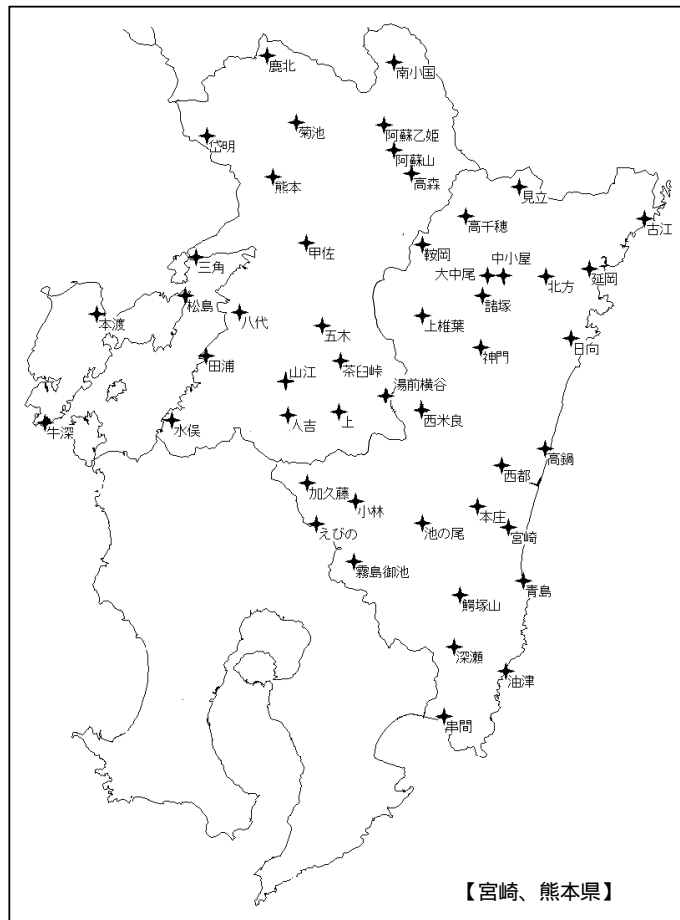 鹿北
南小国
菊池
阿蘇乙姫
岱明
阿蘇山
熊本
高森
見立
高千穂
古江
甲佐
鞍岡
三角
大中尾
中小屋
北方
延岡
松島
諸塚
本渡
八代
上椎葉
五木
日向
神門
田浦
茶臼峠
山江
湯前横谷
人吉
上
西米良
牛深
水俣
高鍋
西都
加久藤
小林
本庄
えびの
池の尾
宮崎
霧島御池
青島
鰐塚山
深瀬
油津
串間
【宮崎、熊本県】